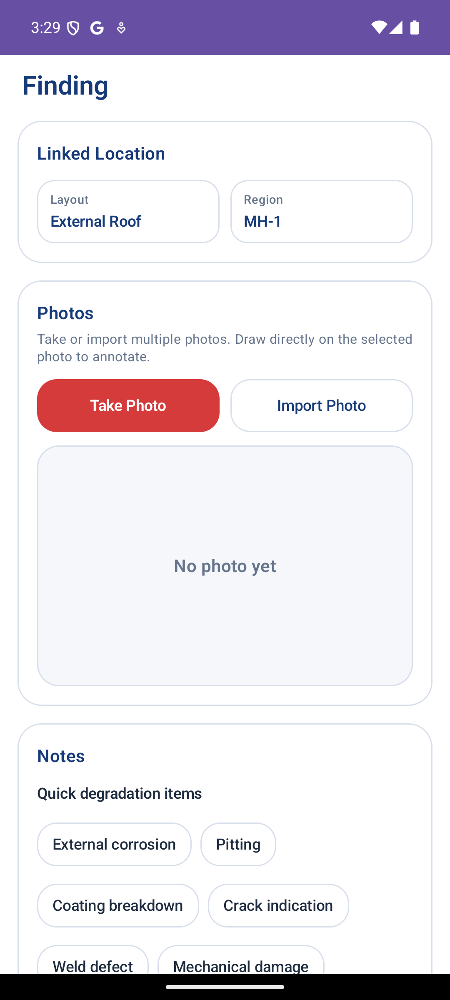 3:29
Finding
Linked Location
Layout
External Roof
Region
MH-1
Photos
Take or import multiple photos. Draw directly on the selected
photo to annotate.
Take Photo
Import Photo
No photo yet
Notes
Quick degradation items
External corrosion
Pitting
Coating breakdown
Crack indication
Weld defect
Mechanical damage